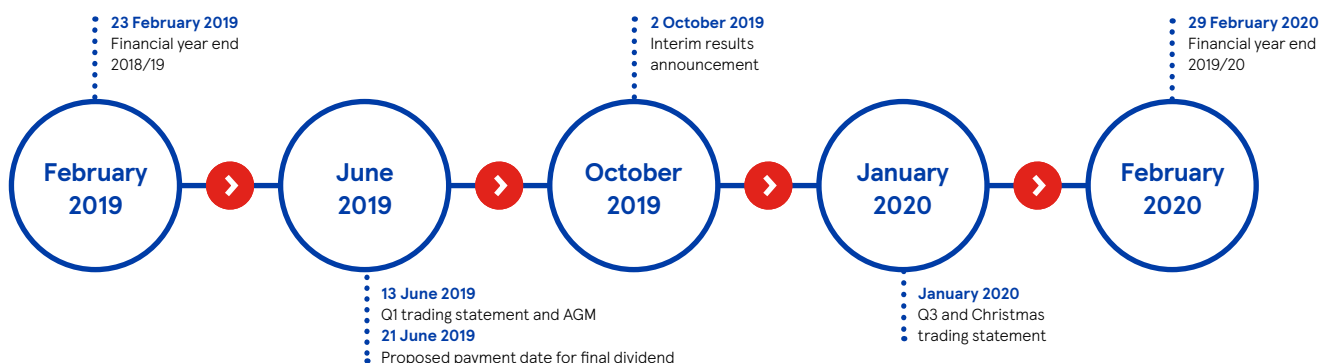 23 February 2019
Financial year end
2018/19
2 October 2019
Interim results
announcement
29 February 2020
Financial year end
2019/20
February
2019
June
2019
October
2019
January
2020
February
2020
13 June 2019
Q1 trading statement and AGM
21 June 2019
Proposed payment date for final dividend
January 2020
Q3 and Christmas
trading statement